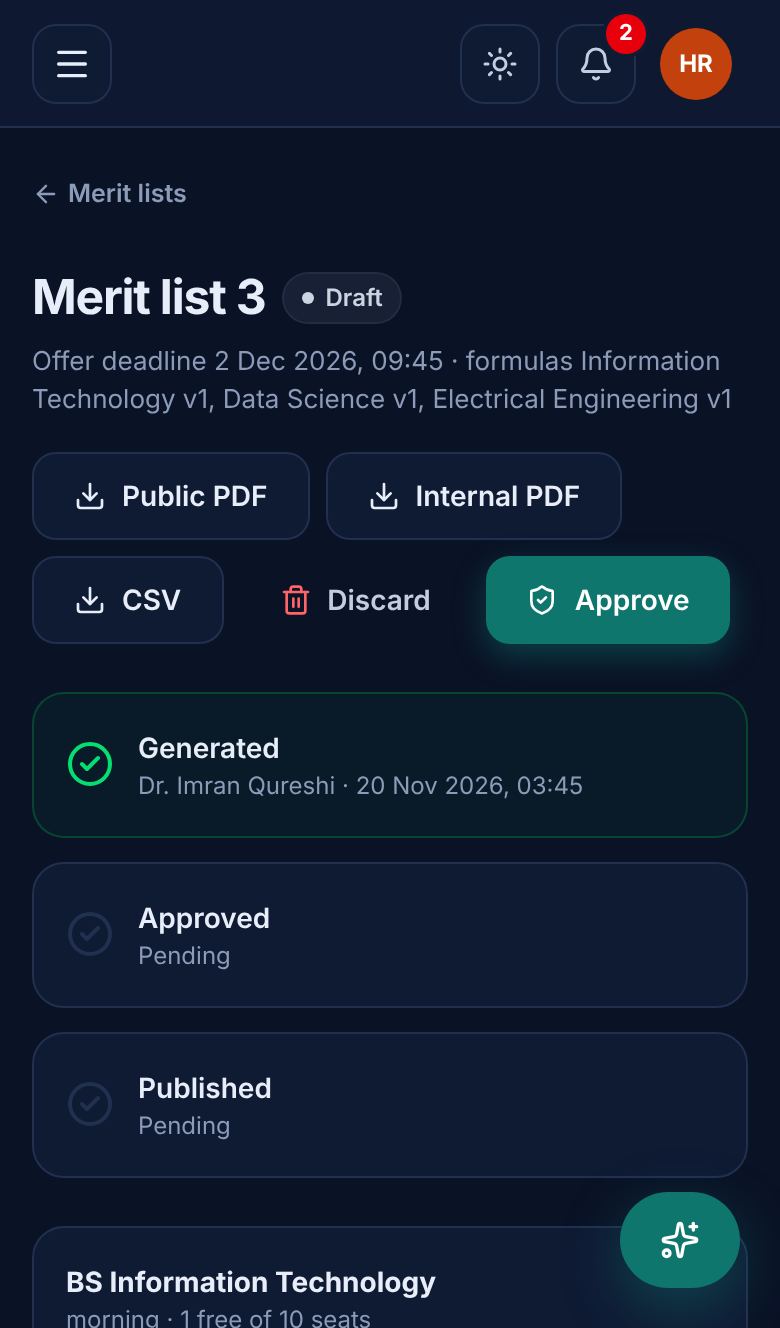 2
HR
Merit lists
Merit list 3
Draft
Offer deadline 2 Dec 2026, 09:45 · formulas Information
Technology v1, Data Science v1, Electrical Engineering v1
Public PDF
Internal PDF
CSV
Discard
Approve
Generated
Dr. Imran Qureshi · 20 Nov 2026, 03:45
Approved
Pending
Published
Pending
BS Information Technology
morning · 1 free of 10 seats